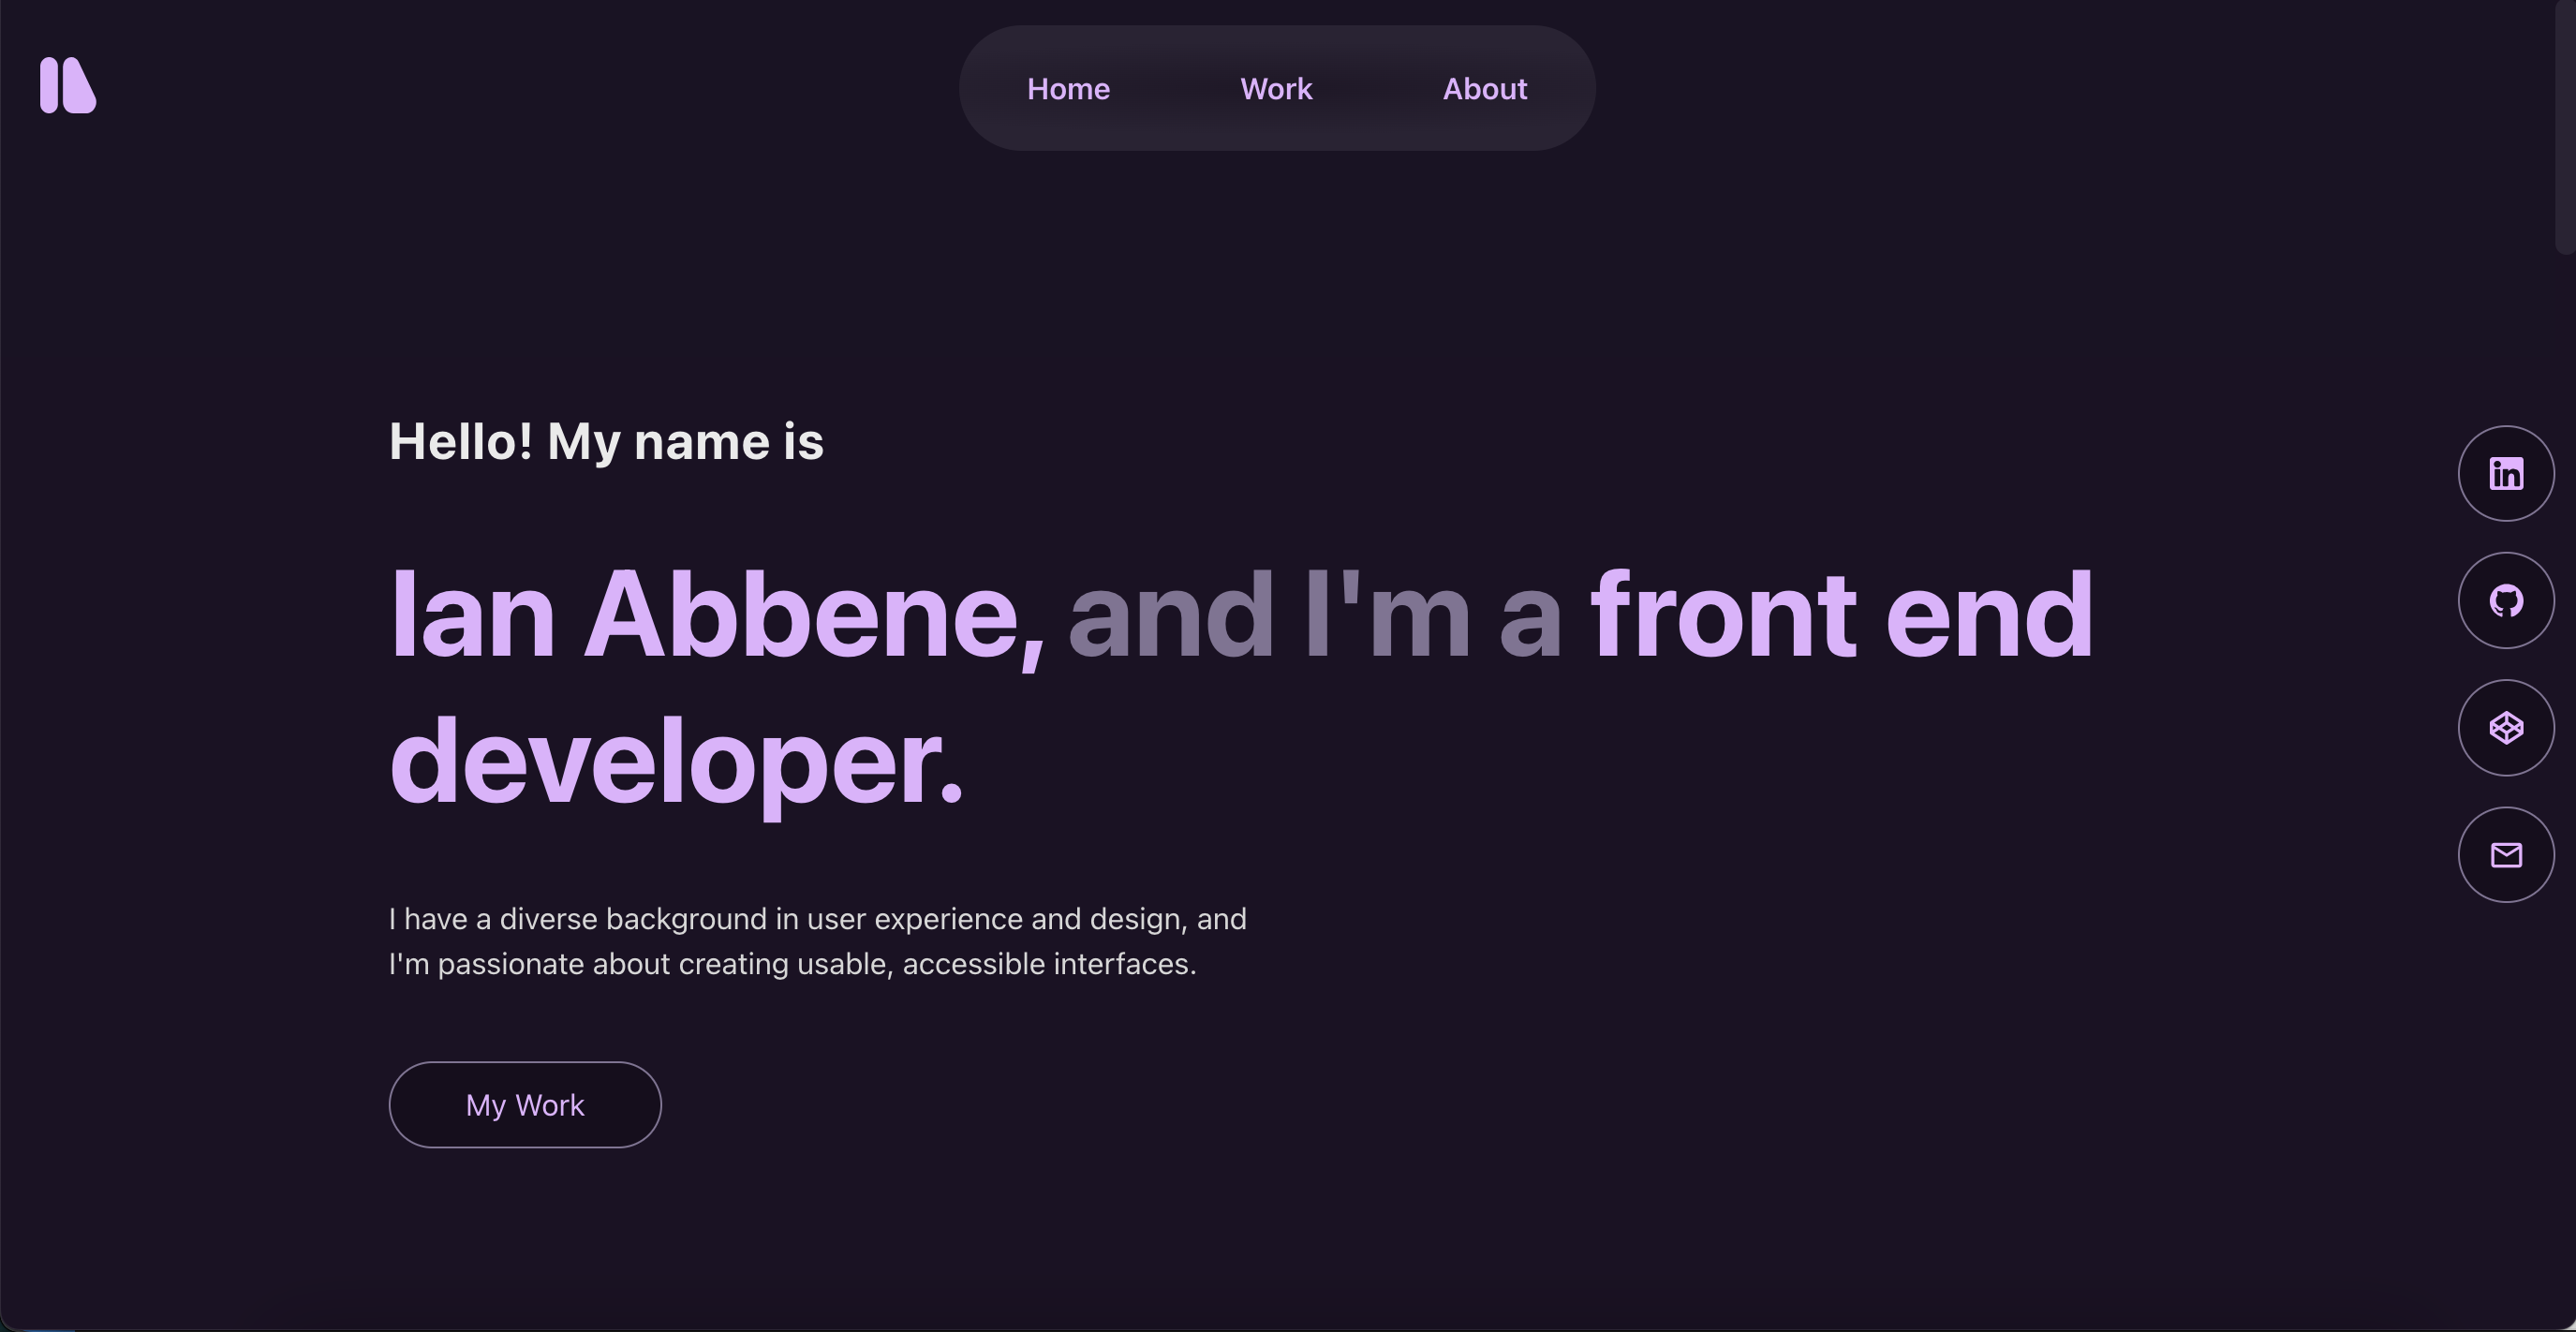 Home Work About
Hello! My name is
Ian Abbene, and I'm a front end
developer.
I have a diverse background in user experience and design, and
I'm passionate about creating usable, accessible interfaces.
My Work